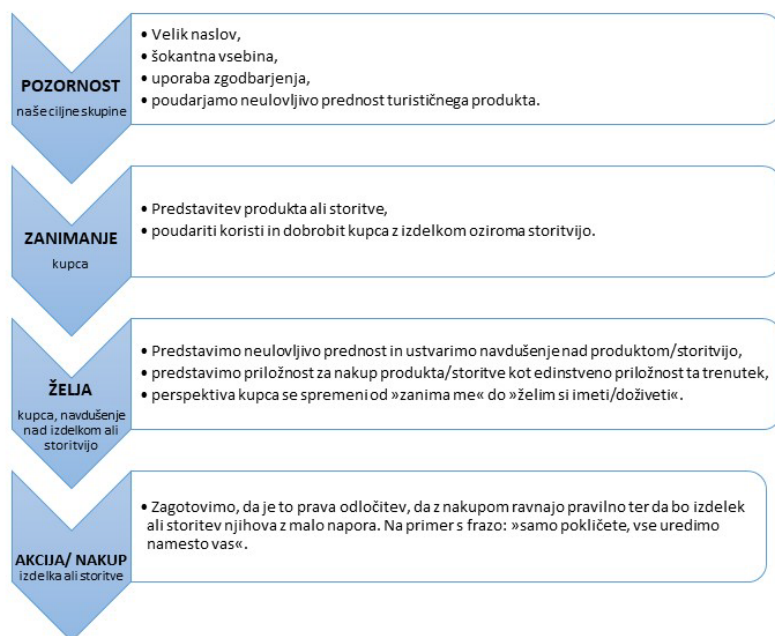 POZORNOST
naše ciljne skupine
• Velik naslov,
• šokantna vsebina,
• uporaba zgodbarjenja,
• poudarjamo neulovljivo prednost turističnega produkta.
ZANIMANJE
kupca
• Predstavitev produkta ali storitve,
• poudariti koristi in dobrobit kupca z izdelkom oziroma storitvijo.
ŽELJA
kupca, navdušenje
nad izdelkom ali
storitvijo
• Predstavimo neulovljivo prednost in ustvarimo navdušenje nad produktom/storitvijo,
• predstavimo priložnost za nakup produkta/storitve kot edinstveno priložnost ta trenutek,
• perspektiva kupca se spremeni od »zanima me« do »želim si imeti/doživeti«.
AKCIJA/ NAKUP
izdelka ali storitve
• Zagotovimo, da je to prava odločitev, da z nakupom ravnajo pravilno ter da bo izdelek
ali storitev njihova z malo napora. Na primer s frazo: »samo pokličete, vse uredimo
namesto vas«.